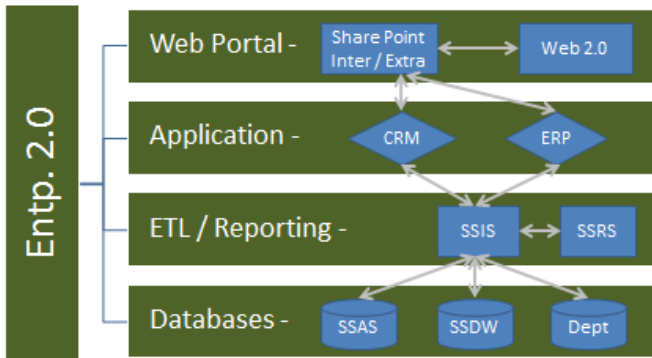 Entp. 2.0
Web Portal -
Share Point
Inter / Extra
Web 2.0
Application -
CRM
ERP
ETL / Reporting -
SSIS
SSRS
Databases -
SSAS
SSDW
Dept